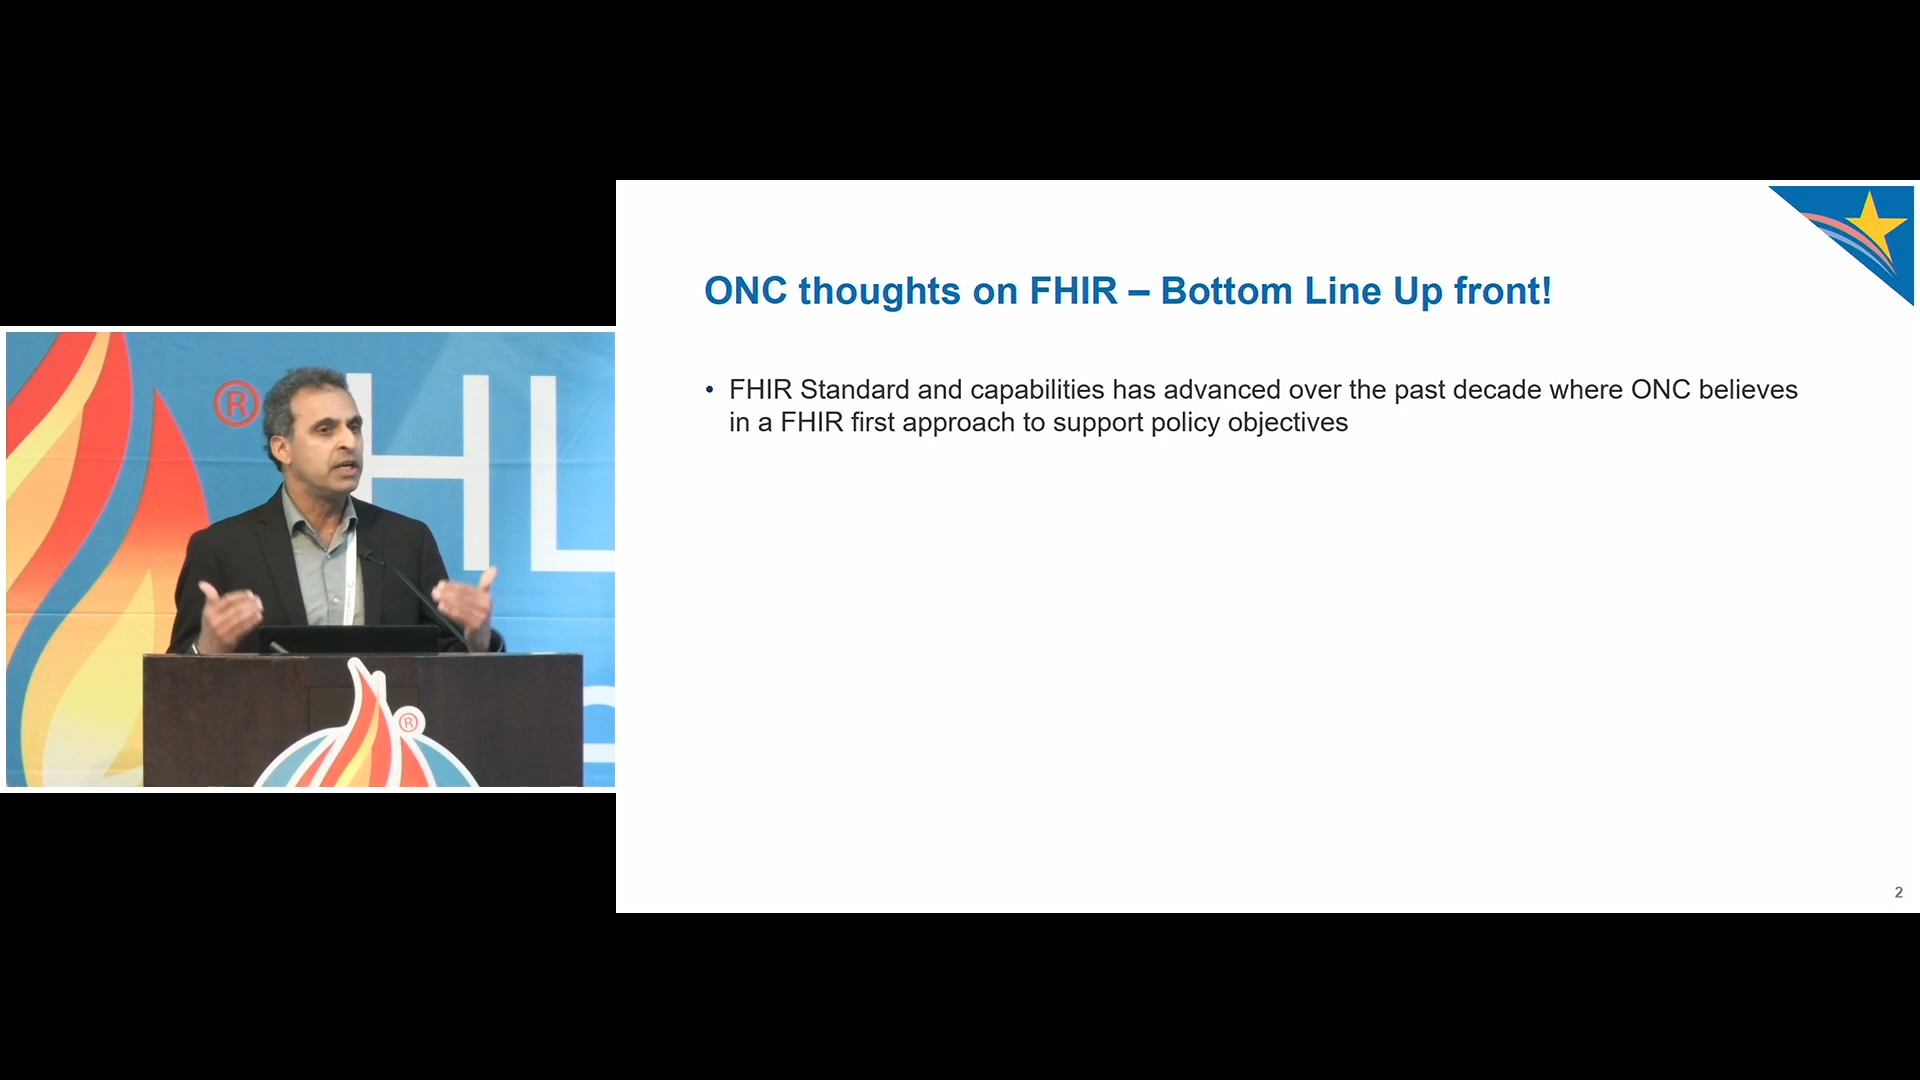 ONC thoughts on FHIR – Bottom Line Up front!
• FHIR Standard and capabilities has advanced over the past decade where ONC believes
in a FHIR first approach to support policy objectives
2
® HL
®